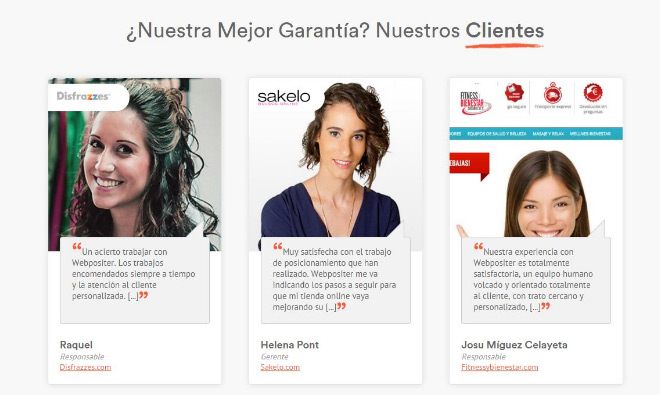 ¿Nuestra Mejor Garantía? Nuestros Clientes
Disfrazzes
"Un acierto trabajar con
Webpositer. Los trabajos
encomendados siempre a tiempo
y la atención al cliente
personalizada. [...]"
Raquel
Responsable
Disfrazzes.com
sakelo
"Muy satisfecha con el trabajo
de posicionamiento que han
realizado. Webpositer me va
indicando los pasos a seguir para
que mi tienda online vaya
mejorando su [...]"
Helena Pont
Gerente
Sakelo.com
FITNESS
BIENESTAR
go seguro
Transporte express
Devolución
preguntas
DORES EQUIPOS DE SALUD Y BELLEZA MASAJE Y RELAX WELLNESS-BIENESTAR
EBAJAS!
"Nuestra experiencia con
Webpositer es totalmente
satisfactoria, un equipo humano
volcado y orientado totalmente
al cliente, con trato cercano y
personalizado, [...]"
Josu Míguez Celayeta
Responsable
Fitnessybienestar.com